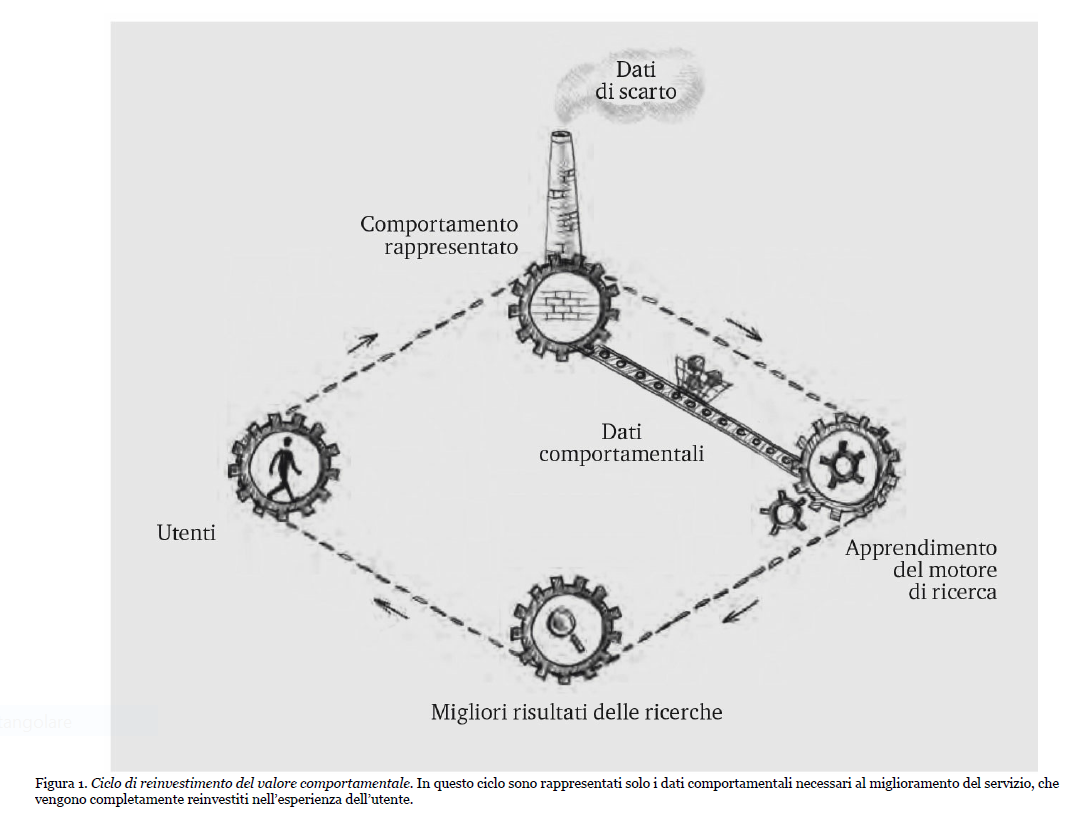 Dati
di scarto
Comportamento
rappresentato
Dati
comportamentali
Utenti
Apprendimento
del motore
di ricerca
Migliori risultati delle ricerche
Figura 1. Ciclo di reinvestimento del valore comportamentale. In questo ciclo sono rappresentati solo i dati comportamentali necessari al miglioramento del servizio, che
vengono completamente reinvestiti nell’esperienza dell’utente.